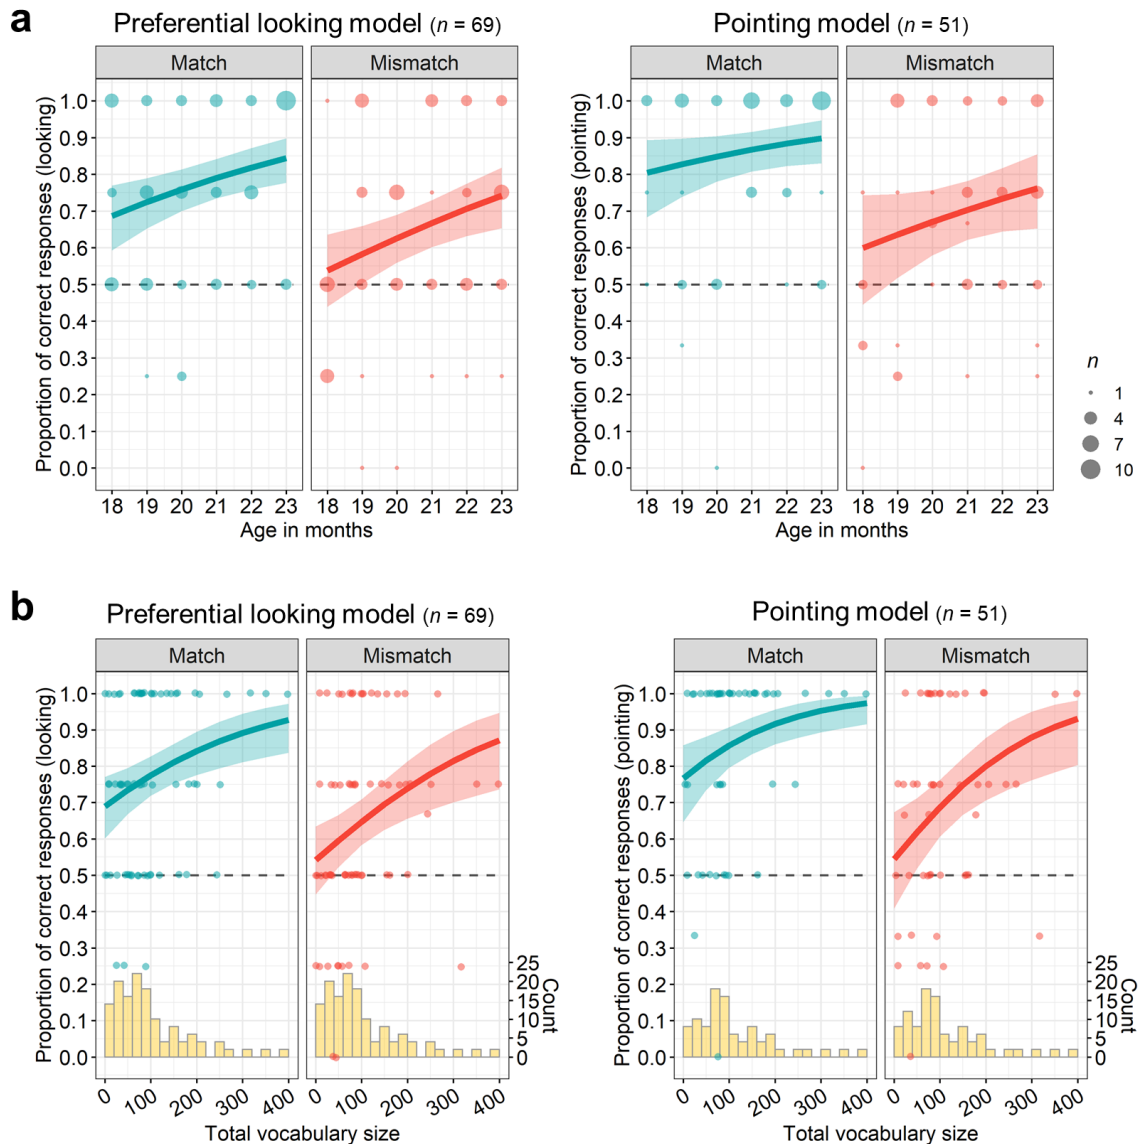 a
Preferential looking model (n = 69)
Pointing model (n = 51)
Match
Mismatch
Match
Mismatch
Proportion of correct responses (looking)
1.0
0.9
0.8
0.7
0.6
0.5
0.4
0.3
0.2
0.1
0.0
18 19 20 21 22 23
18 19 20 21 22 23
Age in months
Proportion of correct responses (pointing)
1.0
0.9
0.8
0.7
0.6
0.5
0.4
0.3
0.2
0.1
0.0
18 19 20 21 22 23
18 19 20 21 22 23
Age in months
n
1
4
7
10
b
Preferential looking model (n = 69)
Pointing model (n = 51)
Match
Mismatch
Match
Mismatch
Proportion of correct responses (looking)
1.0
0.9
0.8
0.7
0.6
0.5
0.4
0.3
0.2
0.1
0.0
25
20
15
10
5
0
Count
0 100 200 300 400
0 100 200 300 400
Total vocabulary size
Proportion of correct responses (pointing)
1.0
0.9
0.8
0.7
0.6
0.5
0.4
0.3
0.2
0.1
0.0
25
20
15
10
5
0
Count
0 100 200 300 400
0 100 200 300 400
Total vocabulary size